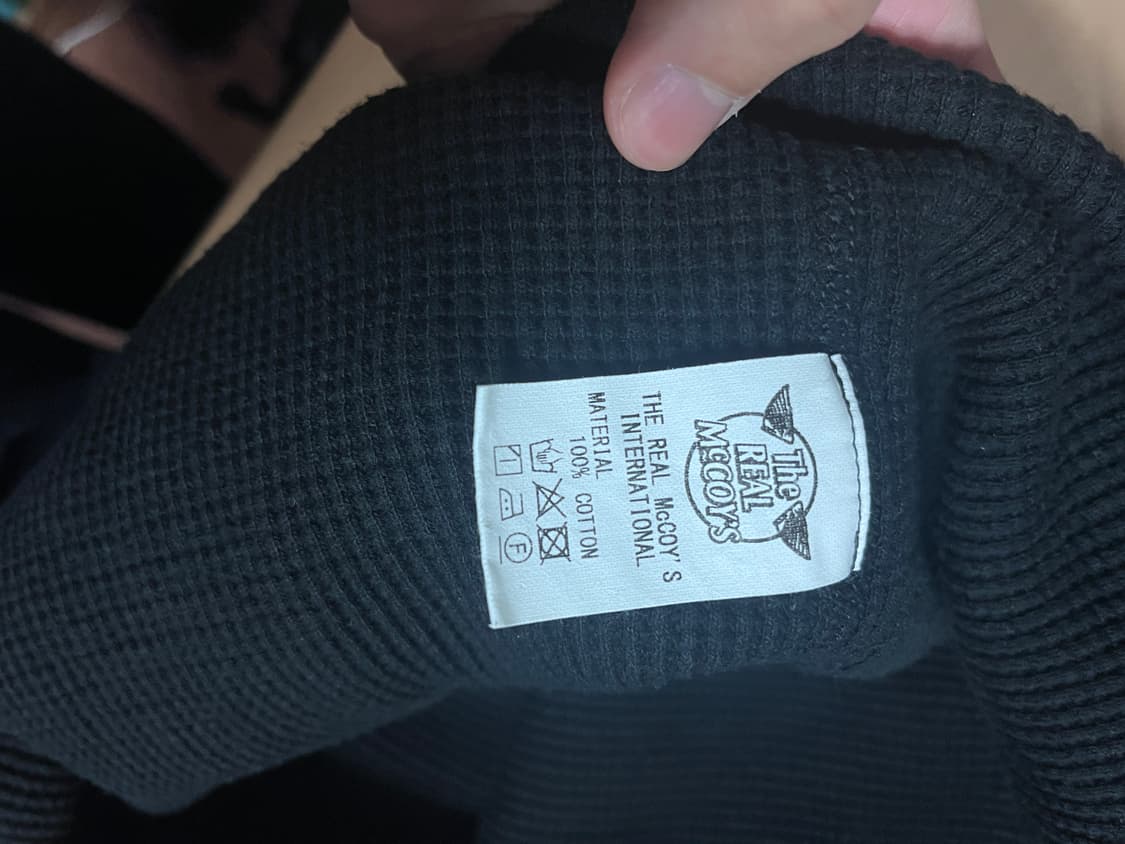 The
REAL
McCOY'S
THE REAL McCOY'S
INTERNATIONAL
MATERIAL
100% COTTON
F